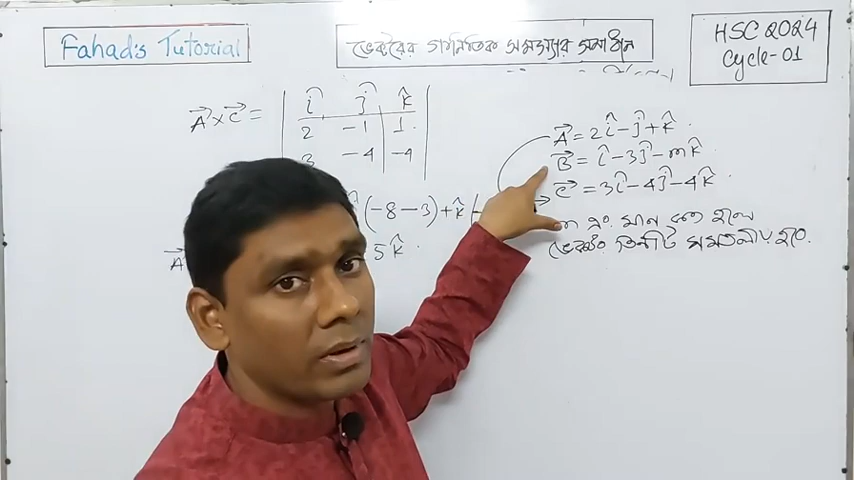 Fahad's Tutorial
ভেক্টরের গাণিতিক সমস্যার সমাধান
HSC 2024
Cycle-01
A⃗×C⃗ = | î ĵ k̂ |
2 -1 1
3 -4 -4
(-8-3)+k̂(-
A⃗
5k̂
A⃗ = 2î-ĵ+k̂
B⃗ = î-3ĵ-mk̂
C⃗ = 3î-4ĵ-4k̂
m এর মান কত হলে
ভেক্টর তিনটি সমতলীয় হবে.